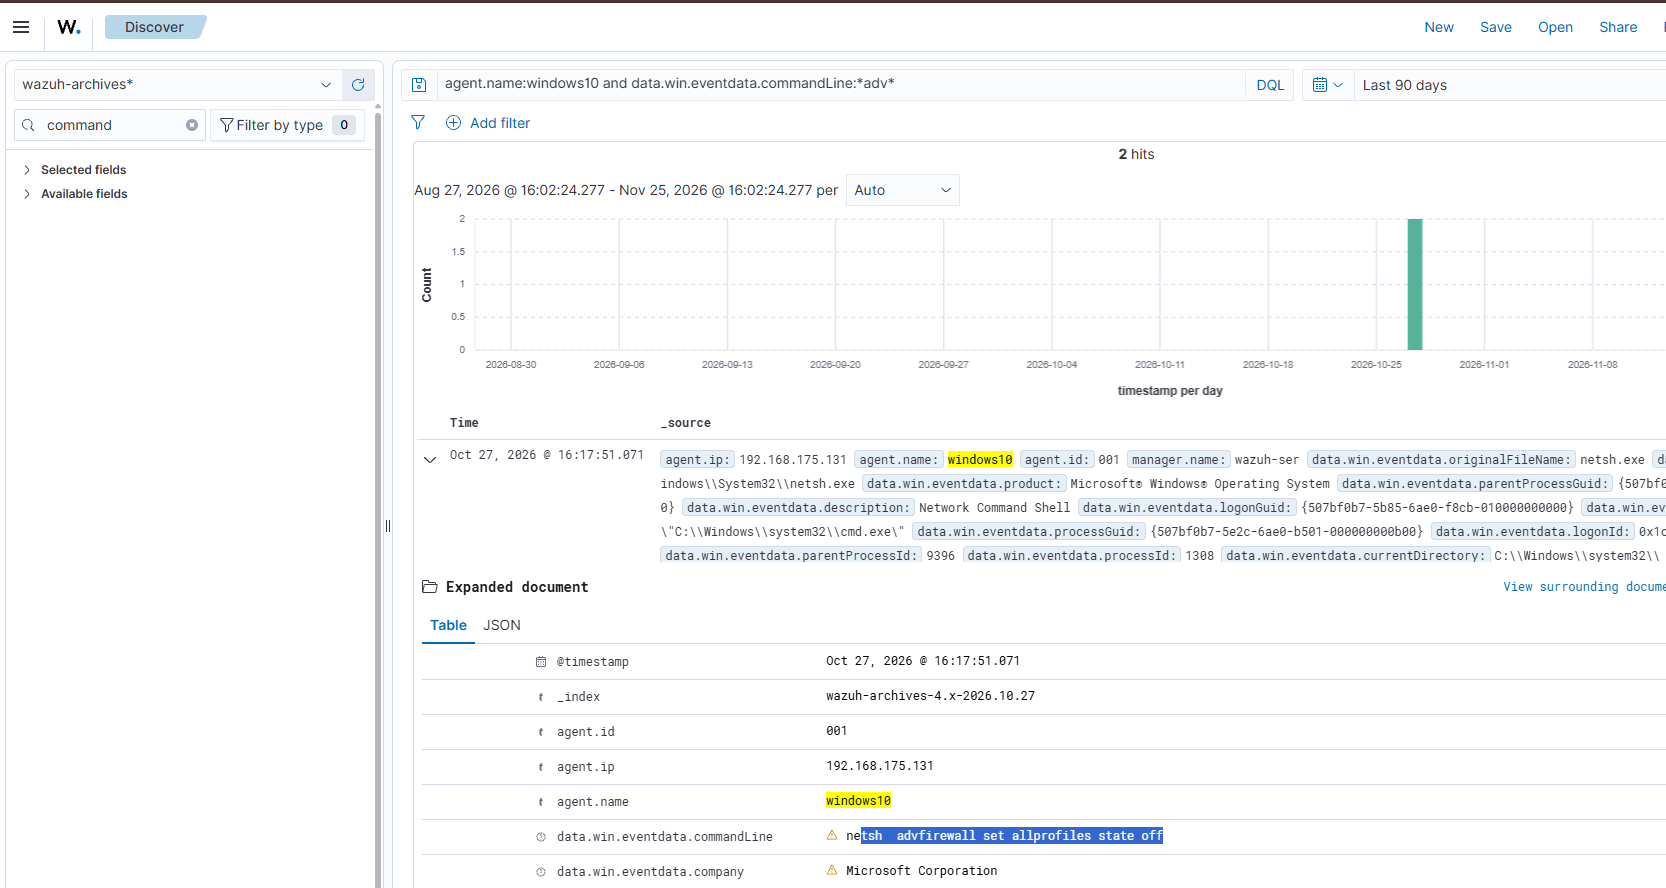 W.
Discover
New
Save
Open
Share
wazuh-archives*
agent.name:windows10 and data.win.eventdata.commandLine:*adv*
DQL
Last 90 days
command
Filter by type 0
Add filter
Selected fields
Available fields
2 hits
Aug 27, 2026 @ 16:02:24.277 - Nov 25, 2026 @ 16:02:24.277 per
Auto
2
1.5
1
0.5
0
Count
2026-08-30
2026-09-06
2026-09-13
2026-09-20
2026-09-27
2026-10-04
2026-10-11
2026-10-18
2026-10-25
2026-11-01
2026-11-08
timestamp per day
Time
_source
Oct 27, 2026 @ 16:17:51.071
agent.ip: 192.168.175.131 agent.name: windows10 agent.id: 001 manager.name: wazuh-ser data.win.eventdata.originalFileName: netsh.exe
indows\\System32\\netsh.exe data.win.eventdata.product: Microsoft® Windows® Operating System data.win.eventdata.parentProcessGuid: {507bf0
0} data.win.eventdata.description: Network Command Shell data.win.eventdata.logonGuid: {507bf0b7-5b85-6ae0-f8cb-010000000000} data.win.ev
\"C:\\Windows\\system32\\cmd.exe\" data.win.eventdata.processGuid: {507bf0b7-5e2c-6ae0-b501-000000000b00} data.win.eventdata.logonId: 0x1c
data.win.eventdata.parentProcessId: 9396 data.win.eventdata.processId: 1308 data.win.eventdata.currentDirectory: C:\\Windows\\system32\\
Expanded document
View surrounding docume
Table
JSON
@timestamp
Oct 27, 2026 @ 16:17:51.071
t _index
wazuh-archives-4.x-2026.10.27
t agent.id
001
t agent.ip
192.168.175.131
t agent.name
windows10
data.win.eventdata.commandLine
netsh  advfirewall set allprofiles state off
data.win.eventdata.company
Microsoft Corporation